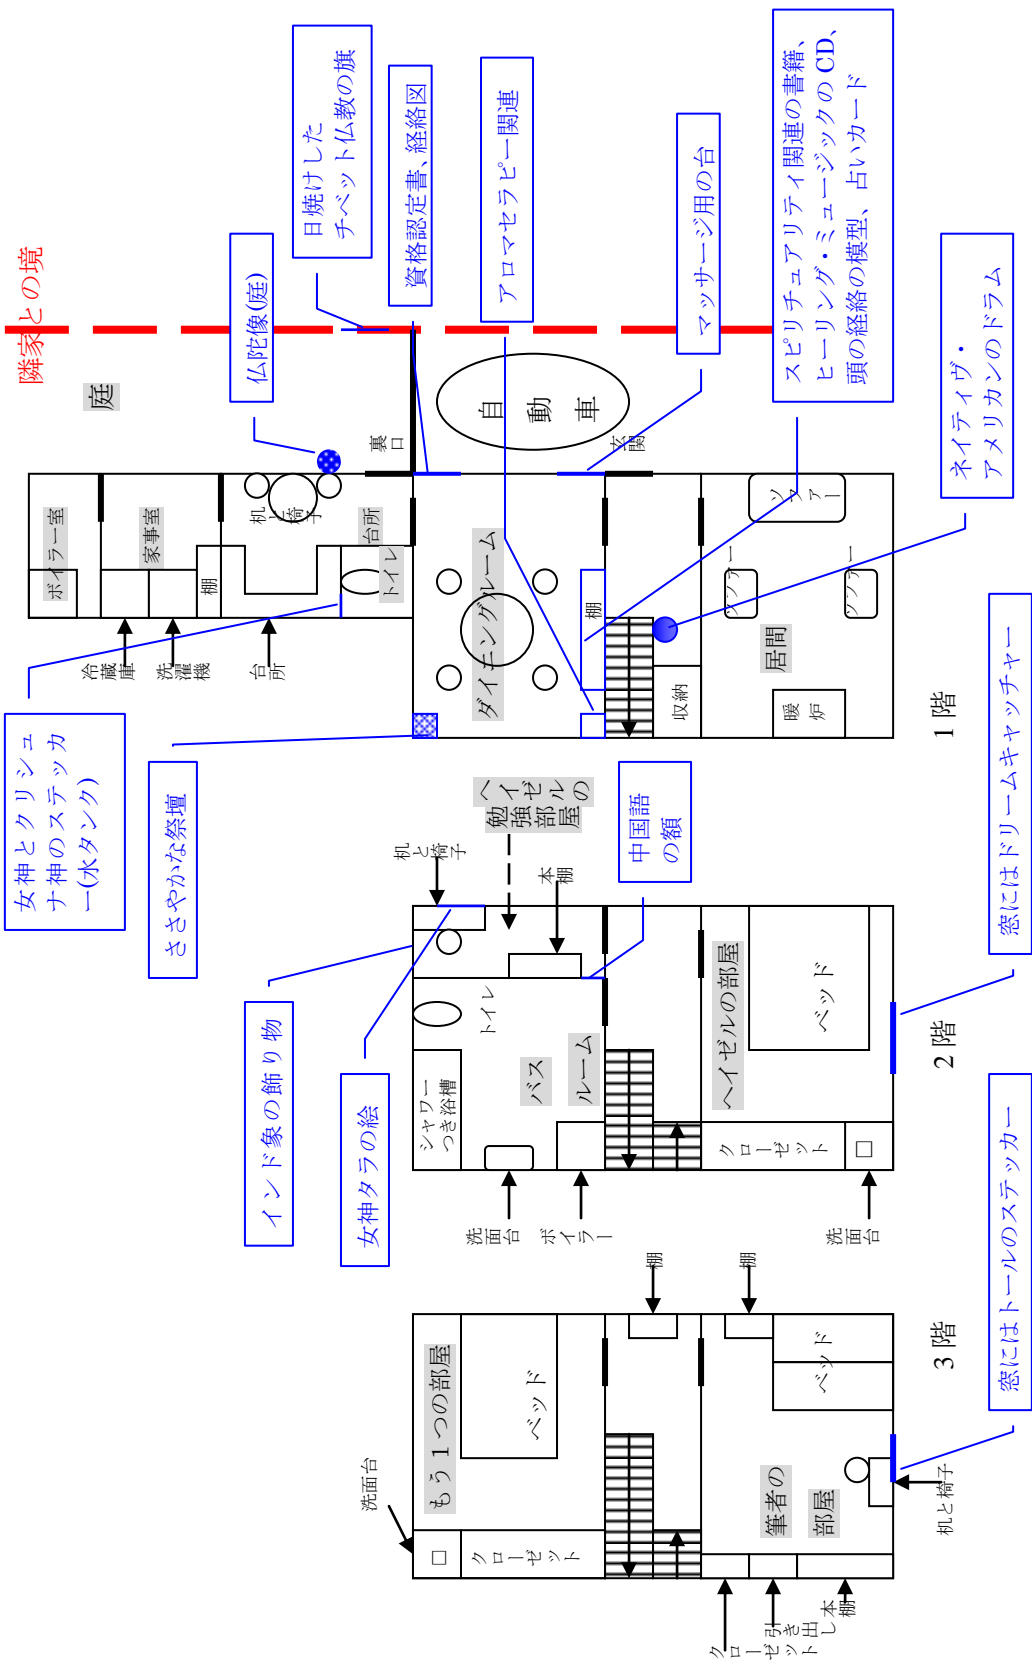 隣家との境
庭
仏陀像(庭)
日焼けした
チベット仏教の旗
資格認定書、経絡図
アロマセラピー関連
マッサージ用の台
スピリチュアリティ関連の書籍、
ヒーリング・ミュージックの CD、
頭の経絡の模型、占いカード
ネイティヴ・
アメリカンのドラム
自動車
裏口
玄関
ボイラー室
家事室
棚
机と椅子
台所
トイレ
冷蔵庫
洗濯機
台所
ダイニングルーム
棚
収納
居間
ソファー
ソファー
ソファー
暖炉
1 階
女神とクリシュ
ナ神のステッカ
ー(水タンク)
ささやかな祭壇
ヘイゼルの
勉強部屋
中国語
の額
机と椅子
本棚
トイレ
シャワー
つき浴槽
バス
ルーム
洗面台
ボイラー
ヘイゼルの部屋
ベッド
クローゼット
洗面台
2 階
インド象の飾り物
女神タラの絵
窓にはドリームキャッチャー
窓にはトールのステッカー
もう 1 つの部屋
ベッド
洗面台
クローゼット
棚
棚
ベッド
筆者の
部屋
机と椅子
クローゼット
引き出し
本棚
3 階